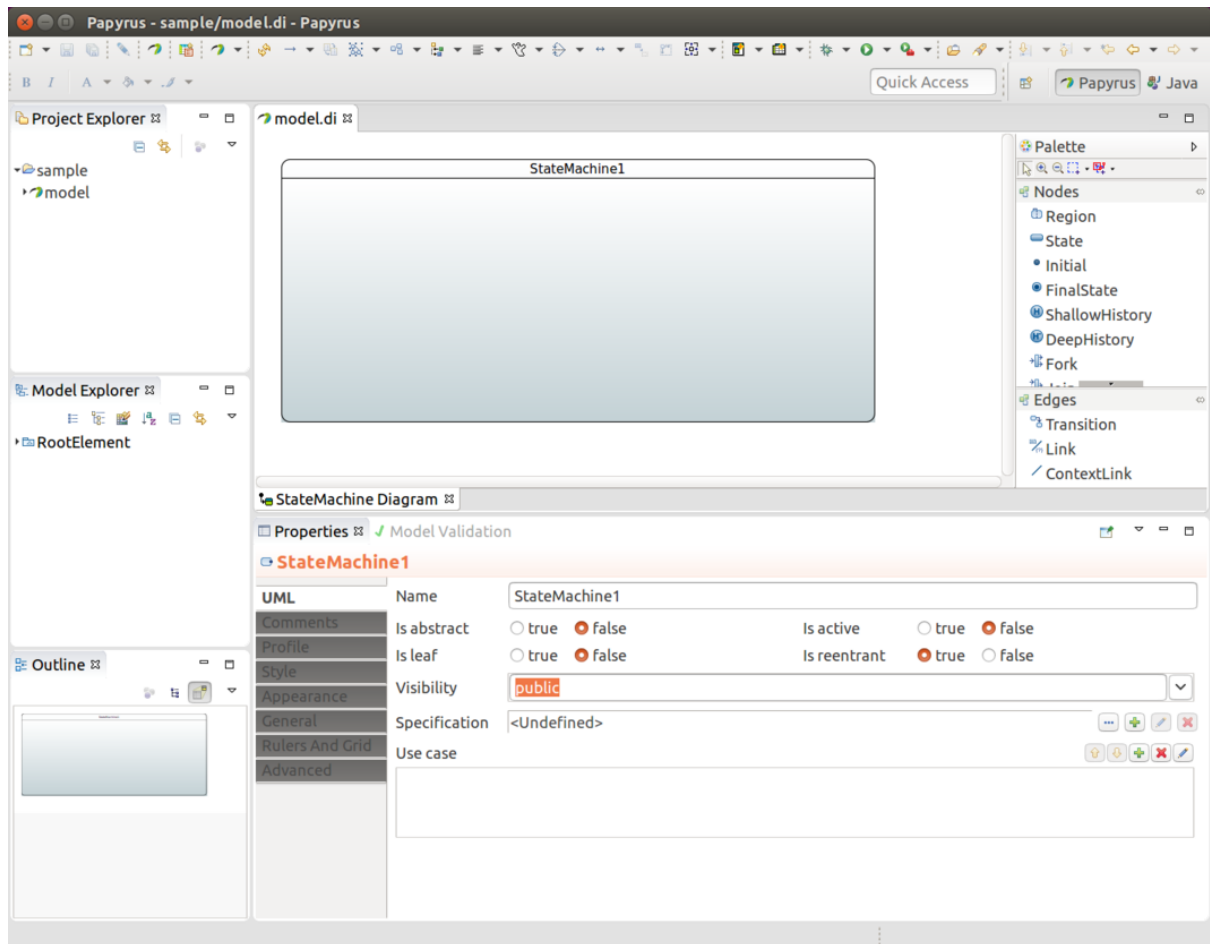 Papyrus - sample/model.di - Papyrus
B I A
Quick Access
Papyrus
Java
Project Explorer
sample
model
model.di
StateMachine1
Palette
Nodes
Region
State
Initial
FinalState
ShallowHistory
DeepHistory
Fork
Edges
Transition
Link
ContextLink
Model Explorer
RootElement
StateMachine Diagram
Outline
Properties
Model Validation
StateMachine1
UML
Comments
Profile
Style
Appearance
General
Rulers And Grid
Advanced
Name StateMachine1
Is abstract true false Is active true false
Is leaf true false Is reentrant true false
Visibility public
Specification <Undefined>
Use case